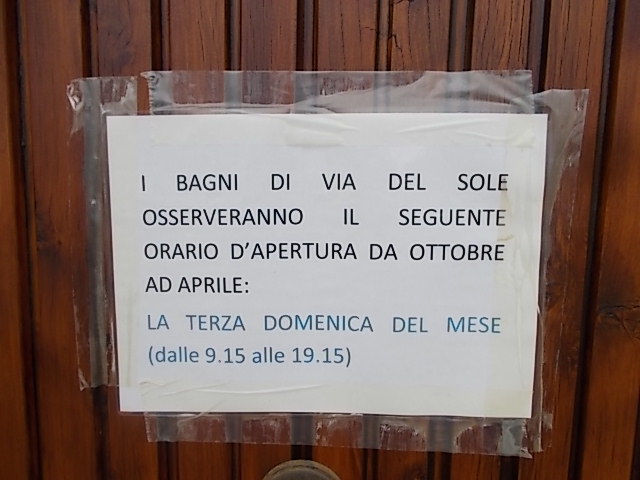 I BAGNI DI VIA DEL SOLE
OSSERVERANNO IL SEGUENTE
ORARIO D'APERTURA DA OTTOBRE
AD APRILE:
LA TERZA DOMENICA DEL MESE
(dalle 9.15 alle 19.15)